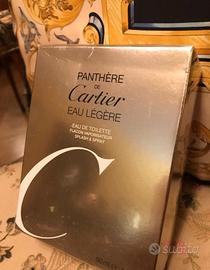 PANTHÈRE
DE
Cartier
EAU LÉGÈRE
EAU DE TOILETTE
FLACON VAPORISATEUR
SPLASH & SPRAY
C
subito